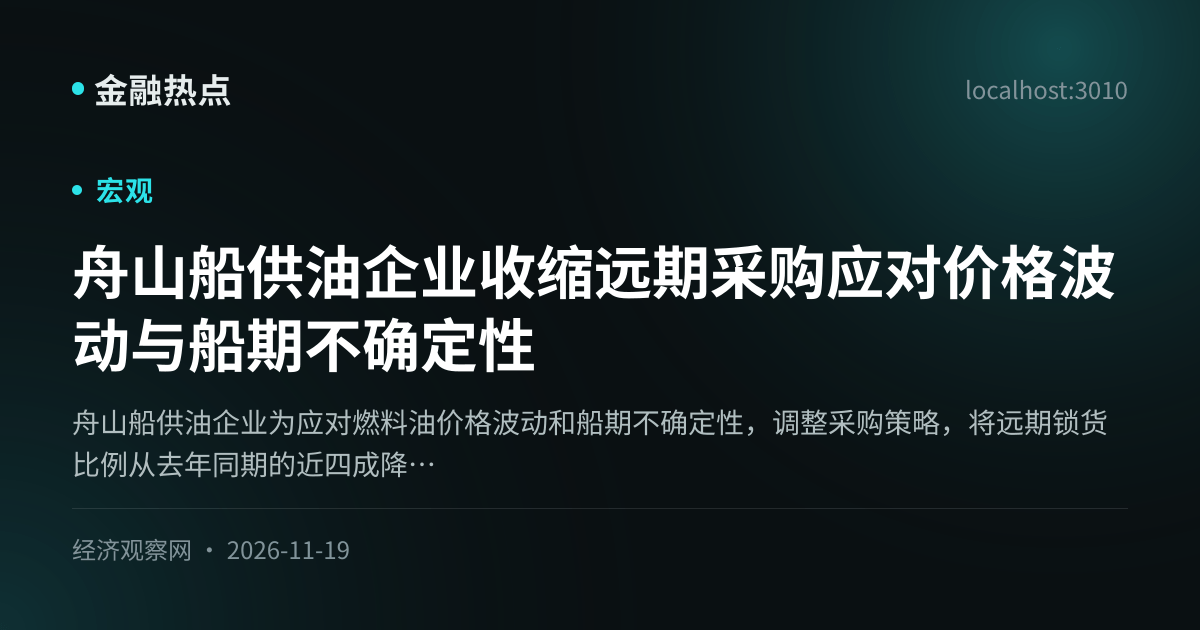 金融热点
localhost:3010
宏观
舟山船供油企业收缩远期采购应对价格波
动与船期不确定性
舟山船供油企业为应对燃料油价格波动和船期不确定性，调整采购策略，将远期锁货
比例从去年同期的近四成降…
经济观察网 • 2026-11-19